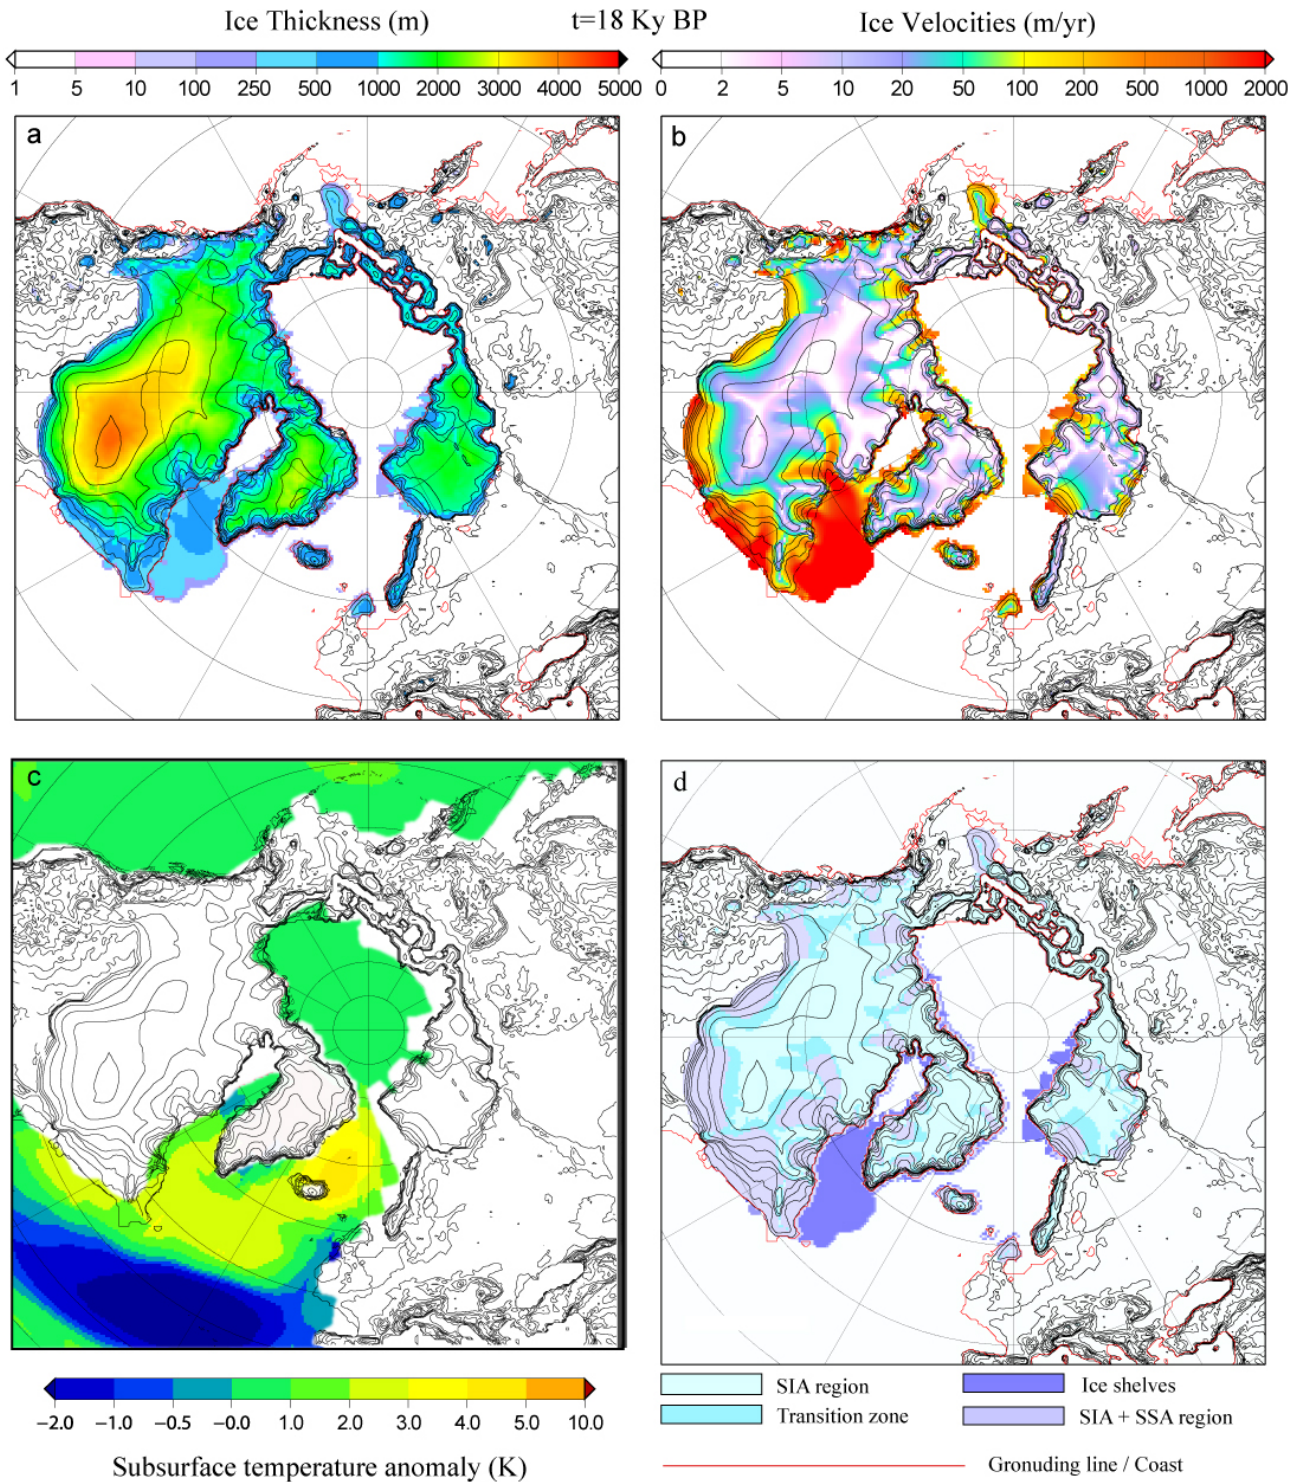 Ice Thickness (m) t=18 Ky BP Ice Velocities (m/yr)
1 5 10 100 250 500 1000 2000 3000 4000 5000
0 2 5 10 20 50 100 200 500 1000 2000
a
b
c
d
−2.0 −1.0 −0.5 −0.0 1.0 2.0 3.0 4.0 5.0 10.0
Subsurface temperature anomaly (K)
SIA region
Ice shelves
Transition zone
SIA + SSA region
Gronuding line / Coast